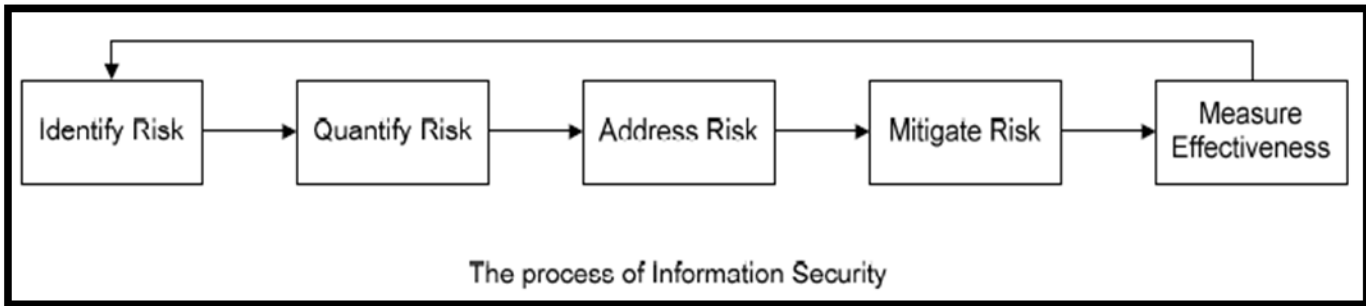 Identify Risk
Quantify Risk
Address Risk
Mitigate Risk
Measure
Effectiveness
The process of Information Security